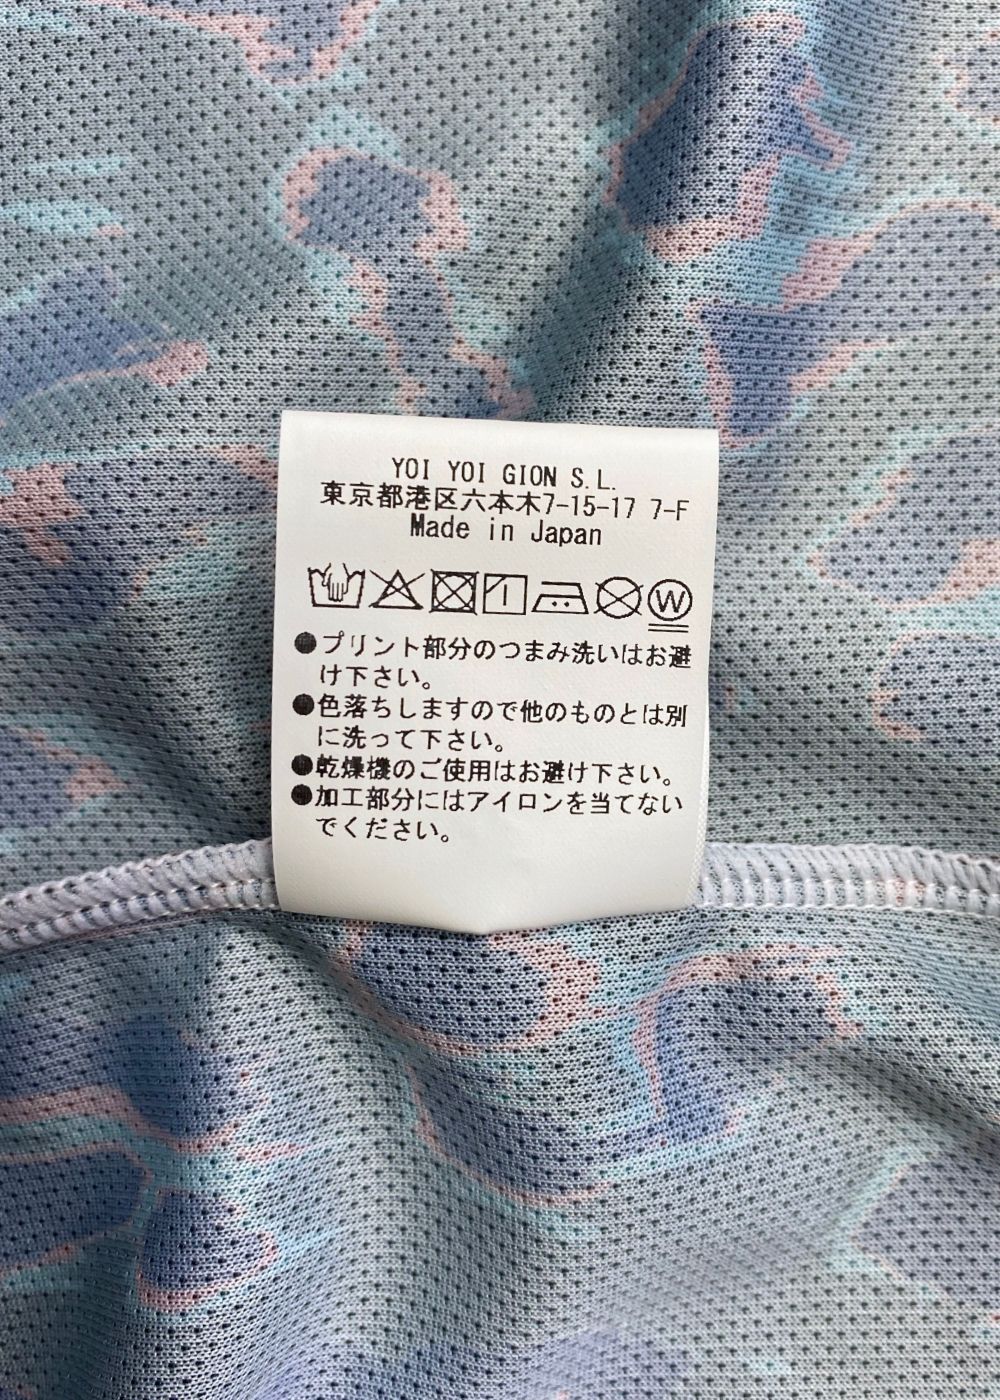 YOI YOI GION S.L.
東京都港区六本木7-15-17 7-F
Made in Japan
W
●プリント部分のつまみ洗いはお避
け下さい。
●色落ちしますので他のものとは別
に洗って下さい。
●乾燥機のご使用はお避け下さい。
●加工部分にはアイロンを当てない
でください。